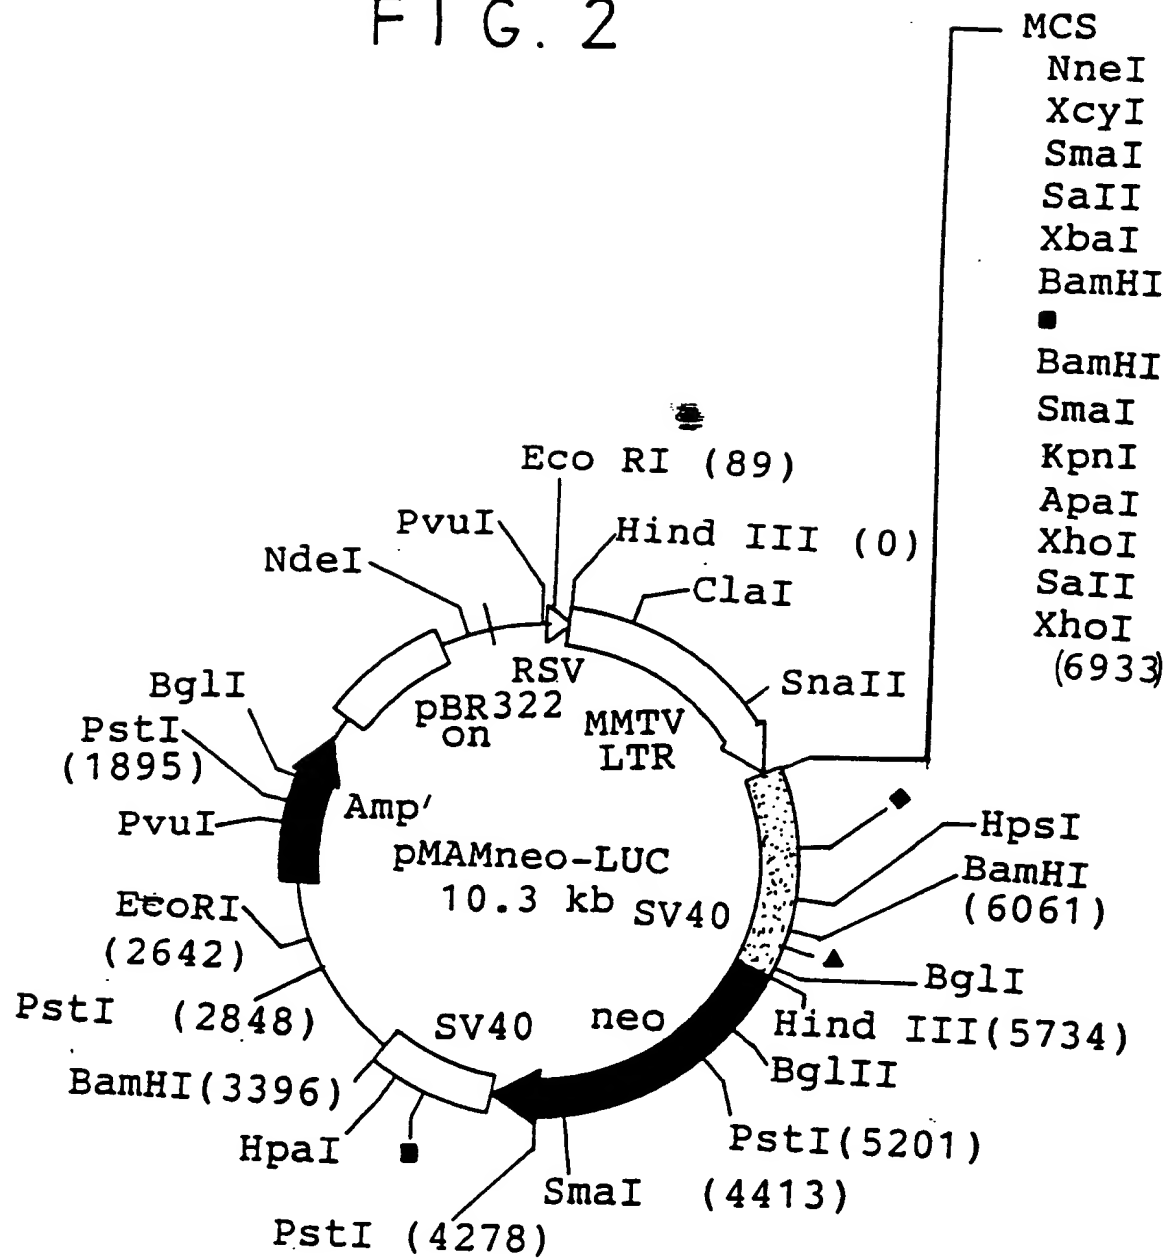 FIG. 2
MCS
NneI
XcyI
SmaI
SaII
XbaI
BamHI
BamHI
SmaI
KpnI
ApaI
XhoI
SaII
XhoI
(6933)
Eco RI (89)
PvuI
Hind III (0)
NdeI
ClaI
RSV
SnaII
BglI
pBR322
on
MMTV
LTR
PstI
(1895)
Amp'
PvuI
HpsI
pMAMneo-LUC
10.3 kb
BamHI
(6061)
EcoRI
(2642)
SV40
BglI
PstI (2848)
SV40
neo
Hind III(5734)
BglII
BamHI(3396)
HpaI
PstI(5201)
SmaI (4413)
PstI (4278)